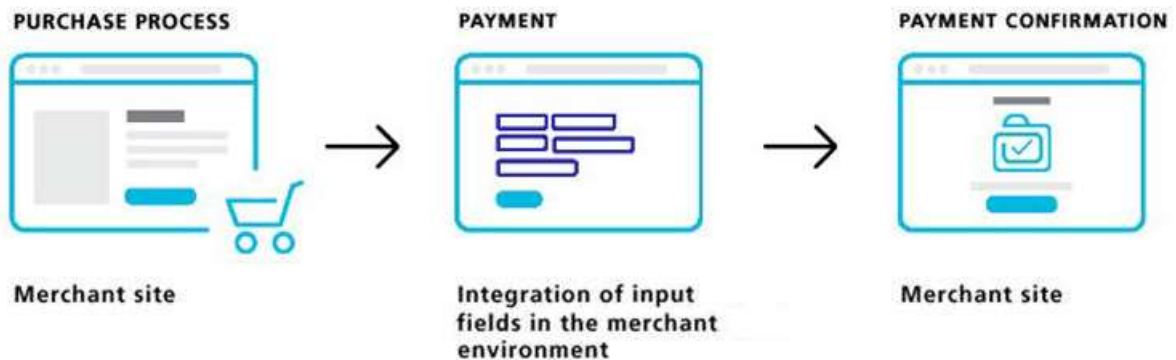 PURCHASE PROCESS
PAYMENT
PAYMENT CONFIRMATION
Merchant site
Integration of input
fields in the merchant
environment
Merchant site